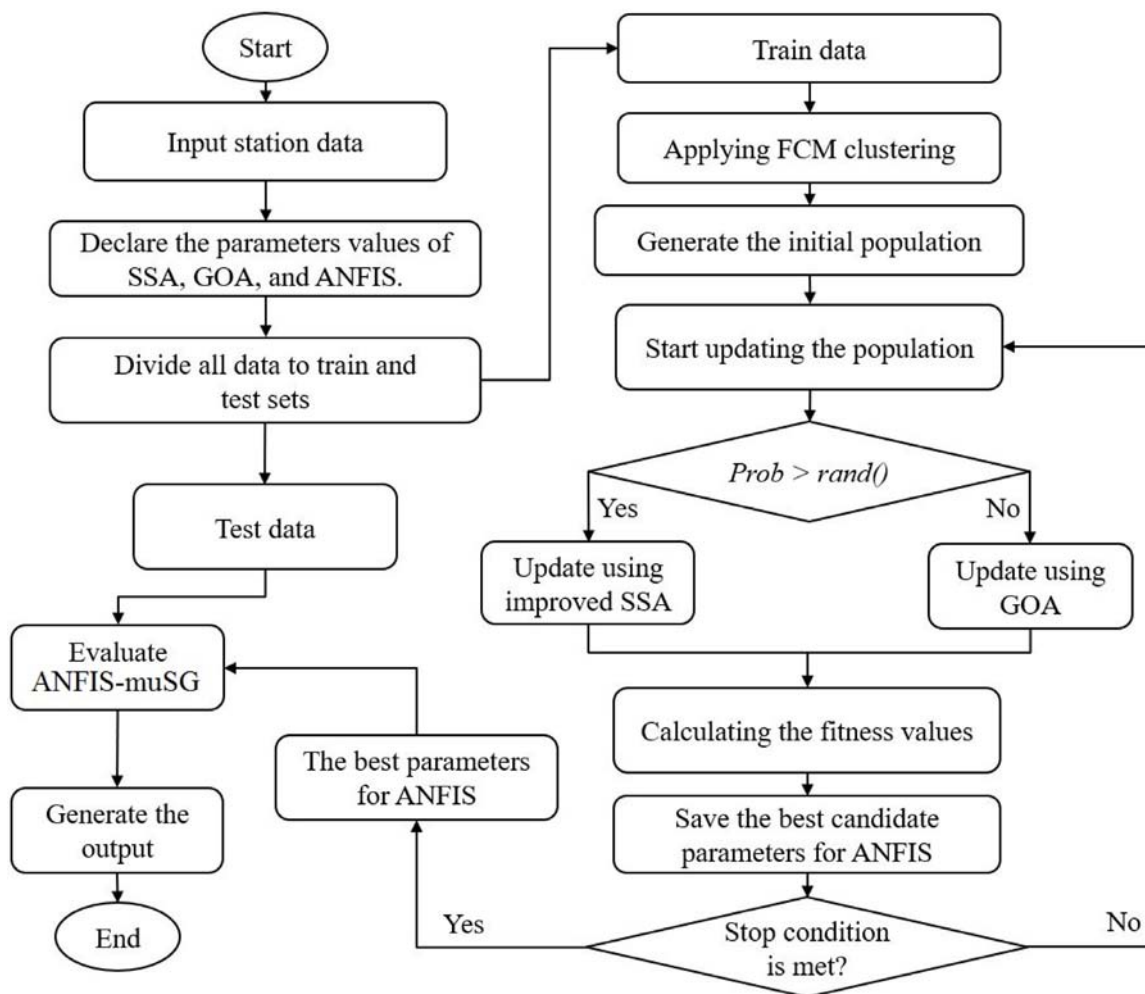 Start
Input station data
Declare the parameters values of
SSA, GOA, and ANFIS.
Divide all data to train and
test sets
Test data
Evaluate
ANFIS-muSG
Generate the
output
End
Train data
Applying FCM clustering
Generate the initial population
Start updating the population
Prob > rand()
Yes
No
Update using
improved SSA
Update using
GOA
Calculating the fitness values
Save the best candidate
parameters for ANFIS
Stop condition
is met?
Yes
No
The best parameters
for ANFIS